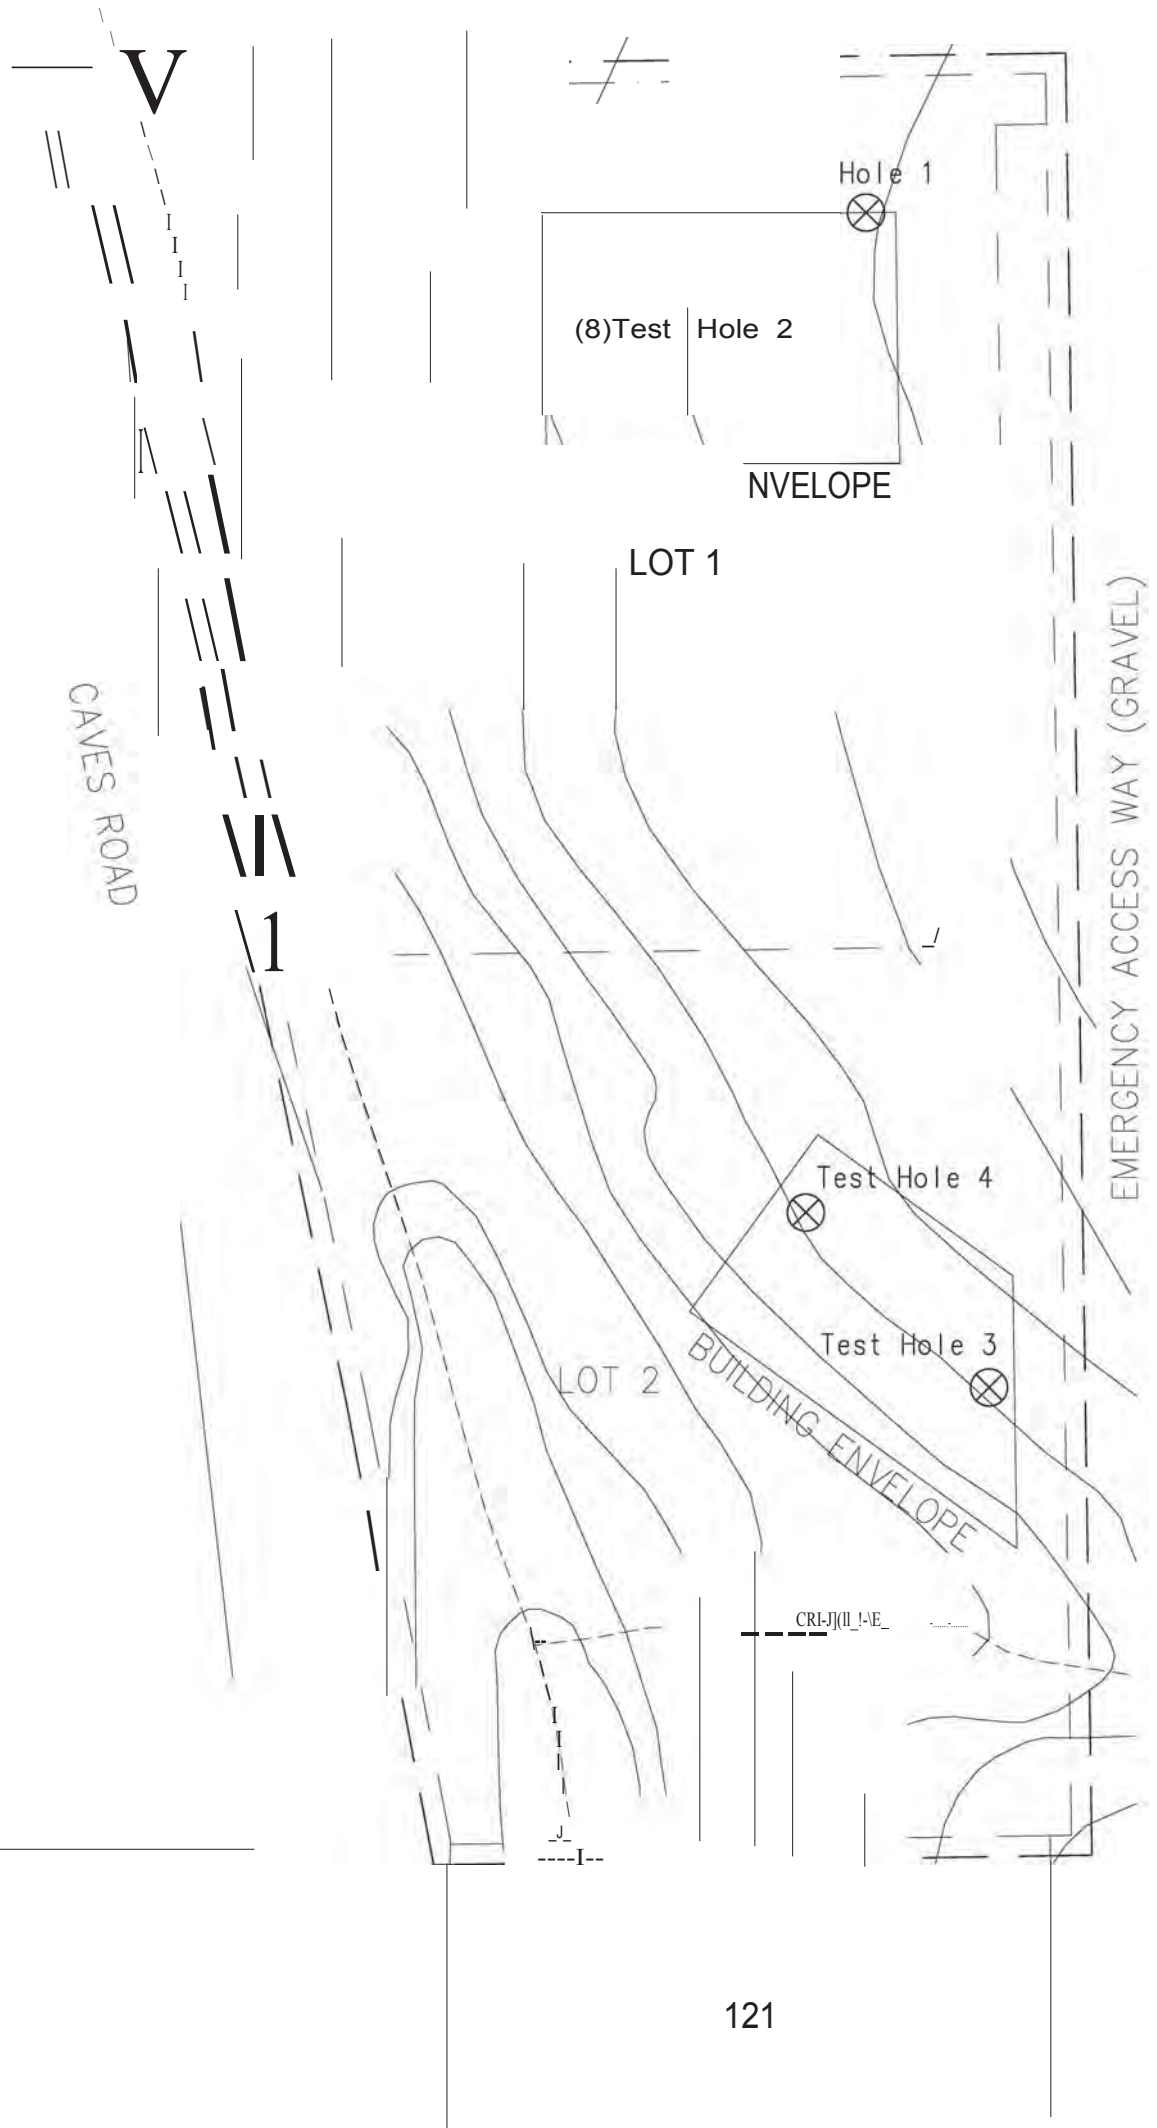 V
Hole 1
(8)Test Hole 2
NVELOPE
LOT 1
EMERGENCY ACCESS WAY (GRAVEL)
CAVES ROAD
1
Test Hole 4
Test Hole 3
LOT 2
BUILDING ENVELOPE
121